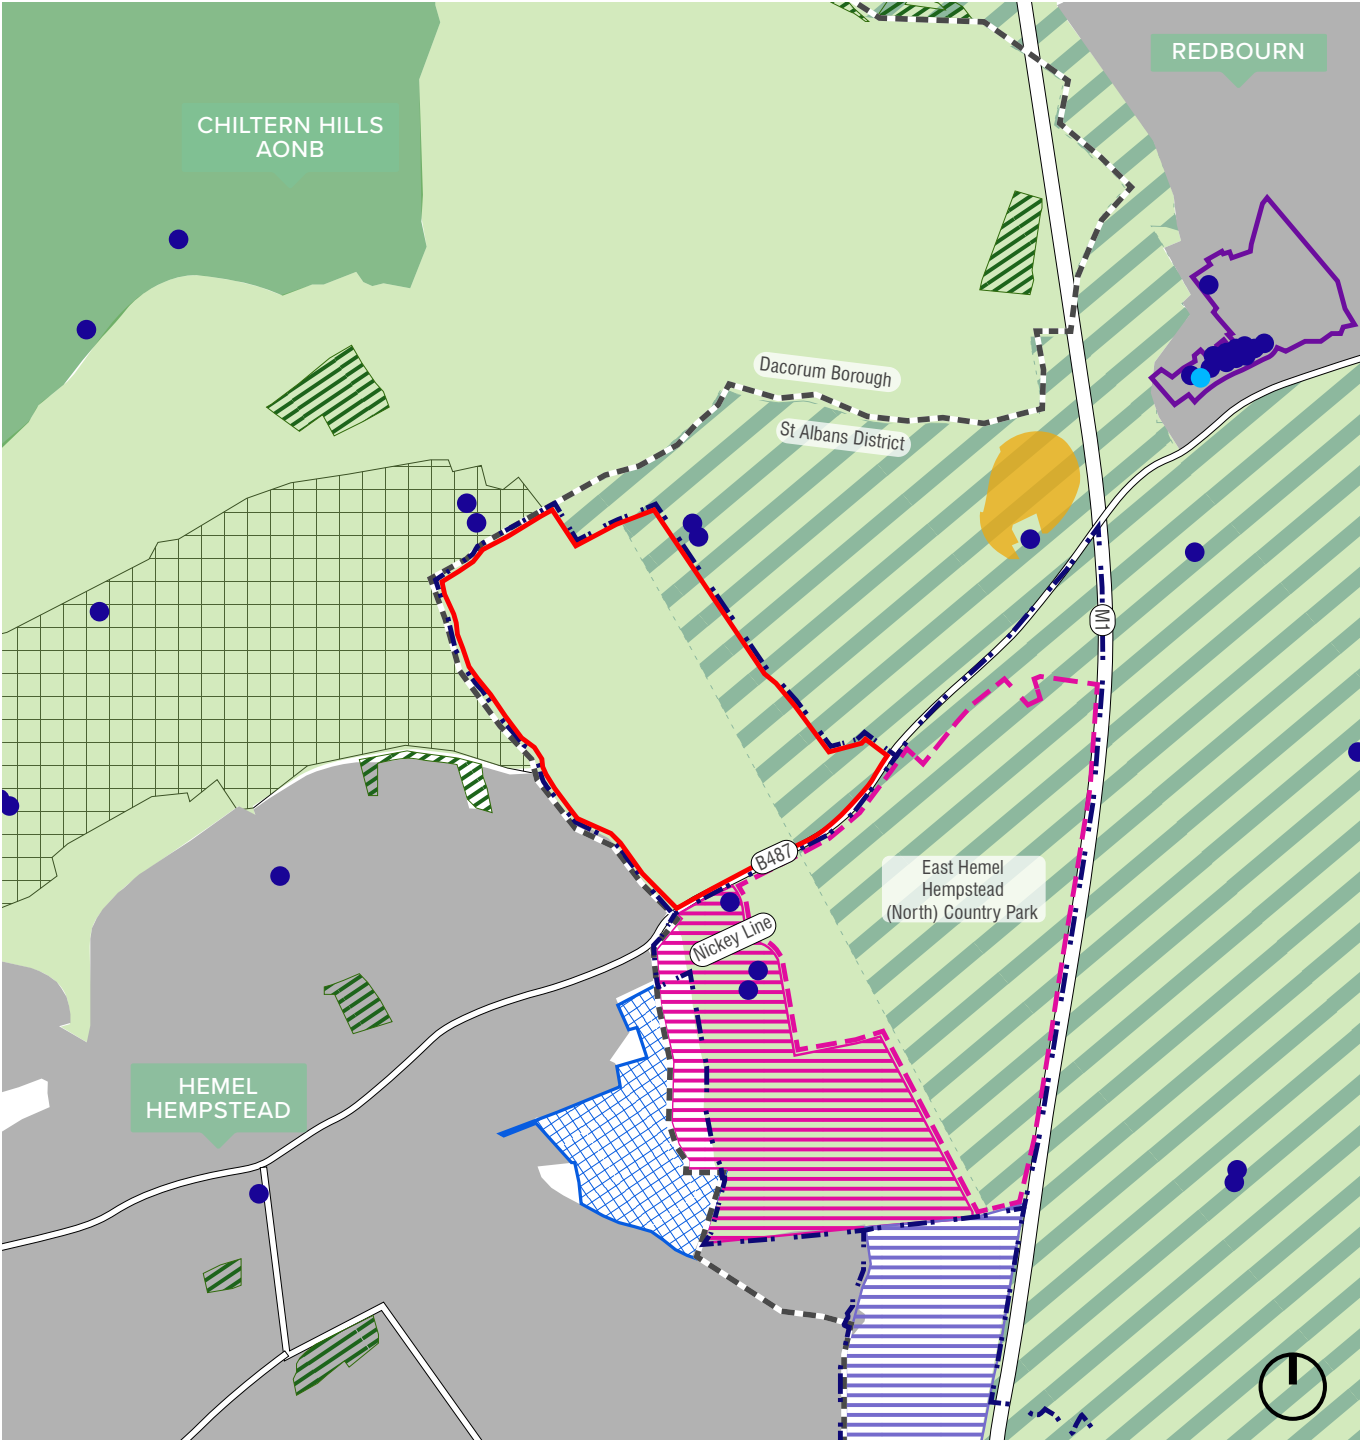 REDBOURN
CHILTERN HILLS
AONB
Dacorum Borough
St Albans District
M1
B487
East Hemel
Hempstead
(North) Country Park
Nickey Line
HEMEL
HEMPSTEAD